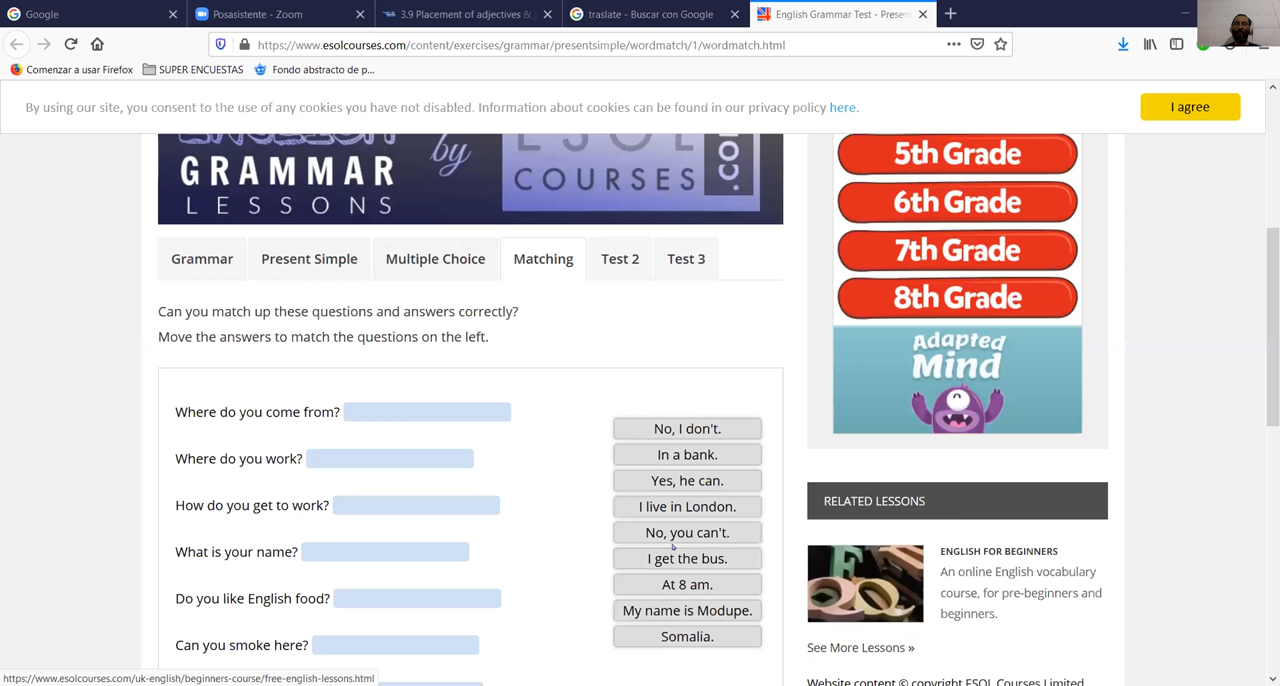 Google
Posasistente - Zoom
3.9 Placement of adjectives &
traslate - Buscar con Google
English Grammar Test - Presen
https://www.esolcourses.com/content/exercises/grammar/presentsimple/wordmatch/1/wordmatch.html
Comenzar a usar Firefox
SUPER ENCUESTAS
Fondo abstracto de p...
By using our site, you consent to the use of any cookies you have not disabled. Information about cookies can be found in our privacy policy here.
I agree
GRAMMAR
LESSONS
by
ESOL
COURSES
.CO
5th Grade
6th Grade
7th Grade
8th Grade
Adapted
Mind
Grammar
Present Simple
Multiple Choice
Matching
Test 2
Test 3
Can you match up these questions and answers correctly?
Move the answers to match the questions on the left.
Where do you come from?
Where do you work?
How do you get to work?
What is your name?
Do you like English food?
Can you smoke here?
No, I don't.
In a bank.
Yes, he can.
I live in London.
No, you can't.
I get the bus.
At 8 am.
My name is Modupe.
Somalia.
RELATED LESSONS
ENGLISH FOR BEGINNERS
An online English vocabulary
course, for pre-beginners and
beginners.
See More Lessons »
Website content © copyright ESOL Courses Limited
https://www.esolcourses.com/uk-english/beginners-course/free-english-lessons.html